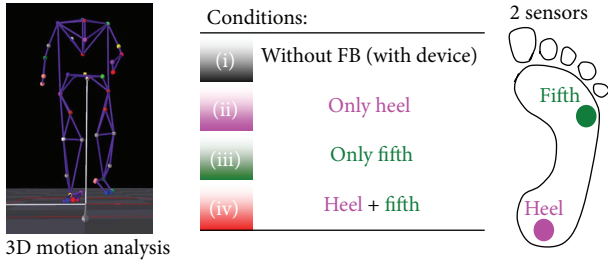 Conditions:
(i) Without FB (with device)
(ii) Only heel
(iii) Only fifth
(iv) Heel + fifth
2 sensors
Fifth
Heel
3D motion analysis